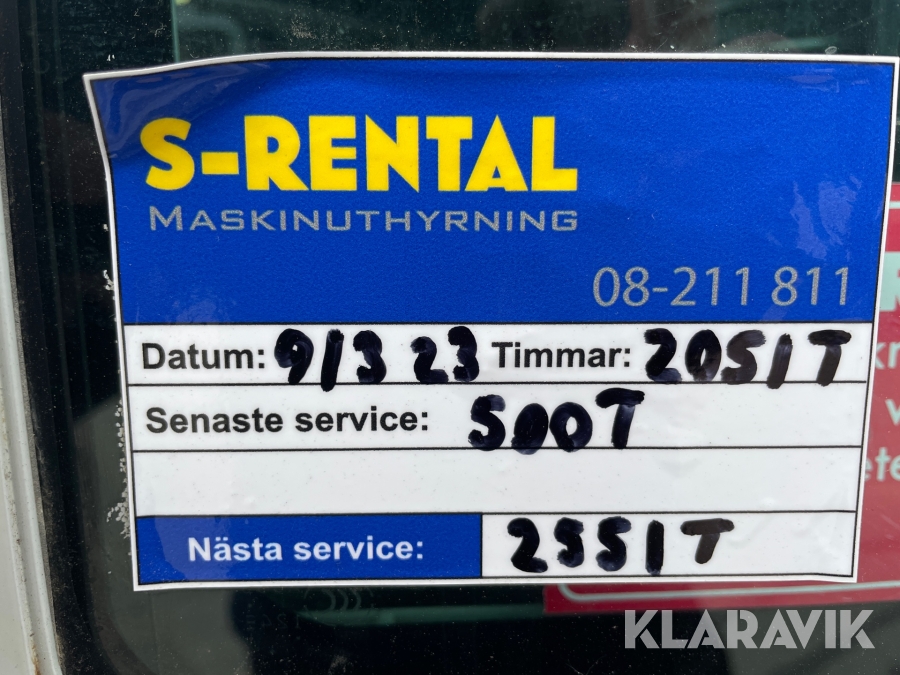 S-RENTAL
MASKINUTHYRNING
08-211 811
Datum: 9/3 23 Timmar: 2051T
Senaste service: 500T
Nästa service: 2551T
KLARAVIK